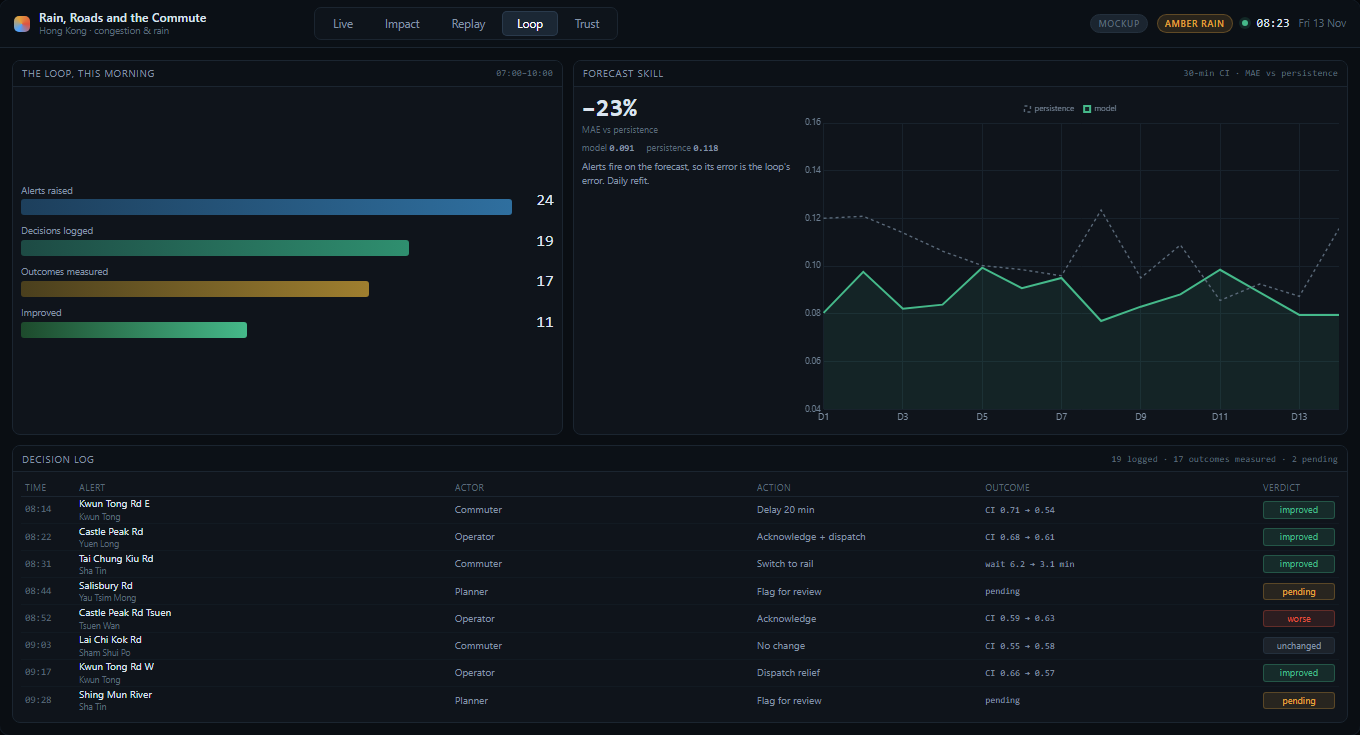 Rain, Roads and the Commute
Hong Kong · congestion & rain
Live Impact Replay Loop Trust
MOCKUP AMBER RAIN 08:23 Fri 13 Nov
THE LOOP, THIS MORNING 07:00–10:00
Alerts raised 24
Decisions logged 19
Outcomes measured 17
Improved 11
FORECAST SKILL 30-min CI · MAE vs persistence
−23%
MAE vs persistence
model 0.091 persistence 0.118
Alerts fire on the forecast, so its error is the loop's
error. Daily refit.
persistence model
0.16
0.14
0.12
0.10
0.08
0.06
0.04
D1 D3 D5 D7 D9 D11 D13
DECISION LOG 19 logged · 17 outcomes measured · 2 pending
TIME ALERT ACTOR ACTION OUTCOME VERDICT
08:14 Kwun Tong Rd E Commuter Delay 20 min CI 0.71 → 0.54 improved
Kwun Tong
08:22 Castle Peak Rd Operator Acknowledge + dispatch CI 0.68 → 0.61 improved
Yuen Long
08:31 Tai Chung Kiu Rd Commuter Switch to rail wait 6.2 → 3.1 min improved
Sha Tin
08:44 Salisbury Rd Planner Flag for review pending pending
Yau Tsim Mong
08:52 Castle Peak Rd Tsuen Operator Acknowledge CI 0.59 → 0.63 worse
Tsuen Wan
09:03 Lai Chi Kok Rd Commuter No change CI 0.55 → 0.58 unchanged
Sham Shui Po
09:17 Kwun Tong Rd W Operator Dispatch relief CI 0.66 → 0.57 improved
Kwun Tong
09:28 Shing Mun River Planner Flag for review pending pending
Sha Tin